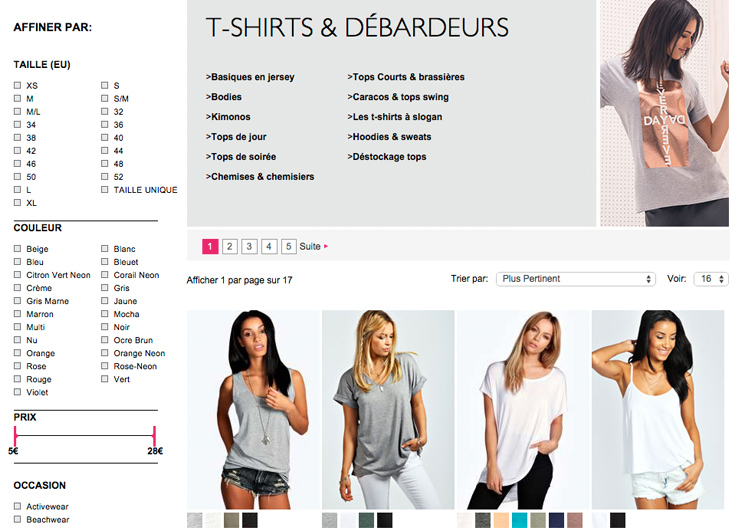 AFFINER PAR:
TAILLE (EU)
XS
S
M
S/M
M/L
32
34
36
38
40
42
44
46
48
50
52
L
TAILLE UNIQUE
XL
COULEUR
Beige
Blanc
Bleu
Bleuet
Citron Vert Neon
Corail Neon
Crème
Gris
Gris Marne
Jaune
Marron
Mocha
Multi
Noir
Nu
Ocre Brun
Orange
Orange Neon
Rose
Rose-Neon
Rouge
Vert
Violet
PRIX
5€
28€
OCCASION
Activewear
Beachwear
T-SHIRTS & DÉBARDEURS
>Basiques en jersey
>Bodies
>Kimonos
>Tops de jour
>Tops de soirée
>Chemises & chemisiers
>Tops Courts & brassières
>Caracos & tops swing
>Les t-shirts à slogan
>Hoodies & sweats
>Déstockage tops
1 2 3 4 5 Suite
Afficher 1 par page sur 17
Trier par: Plus Pertinent
Voir: 16